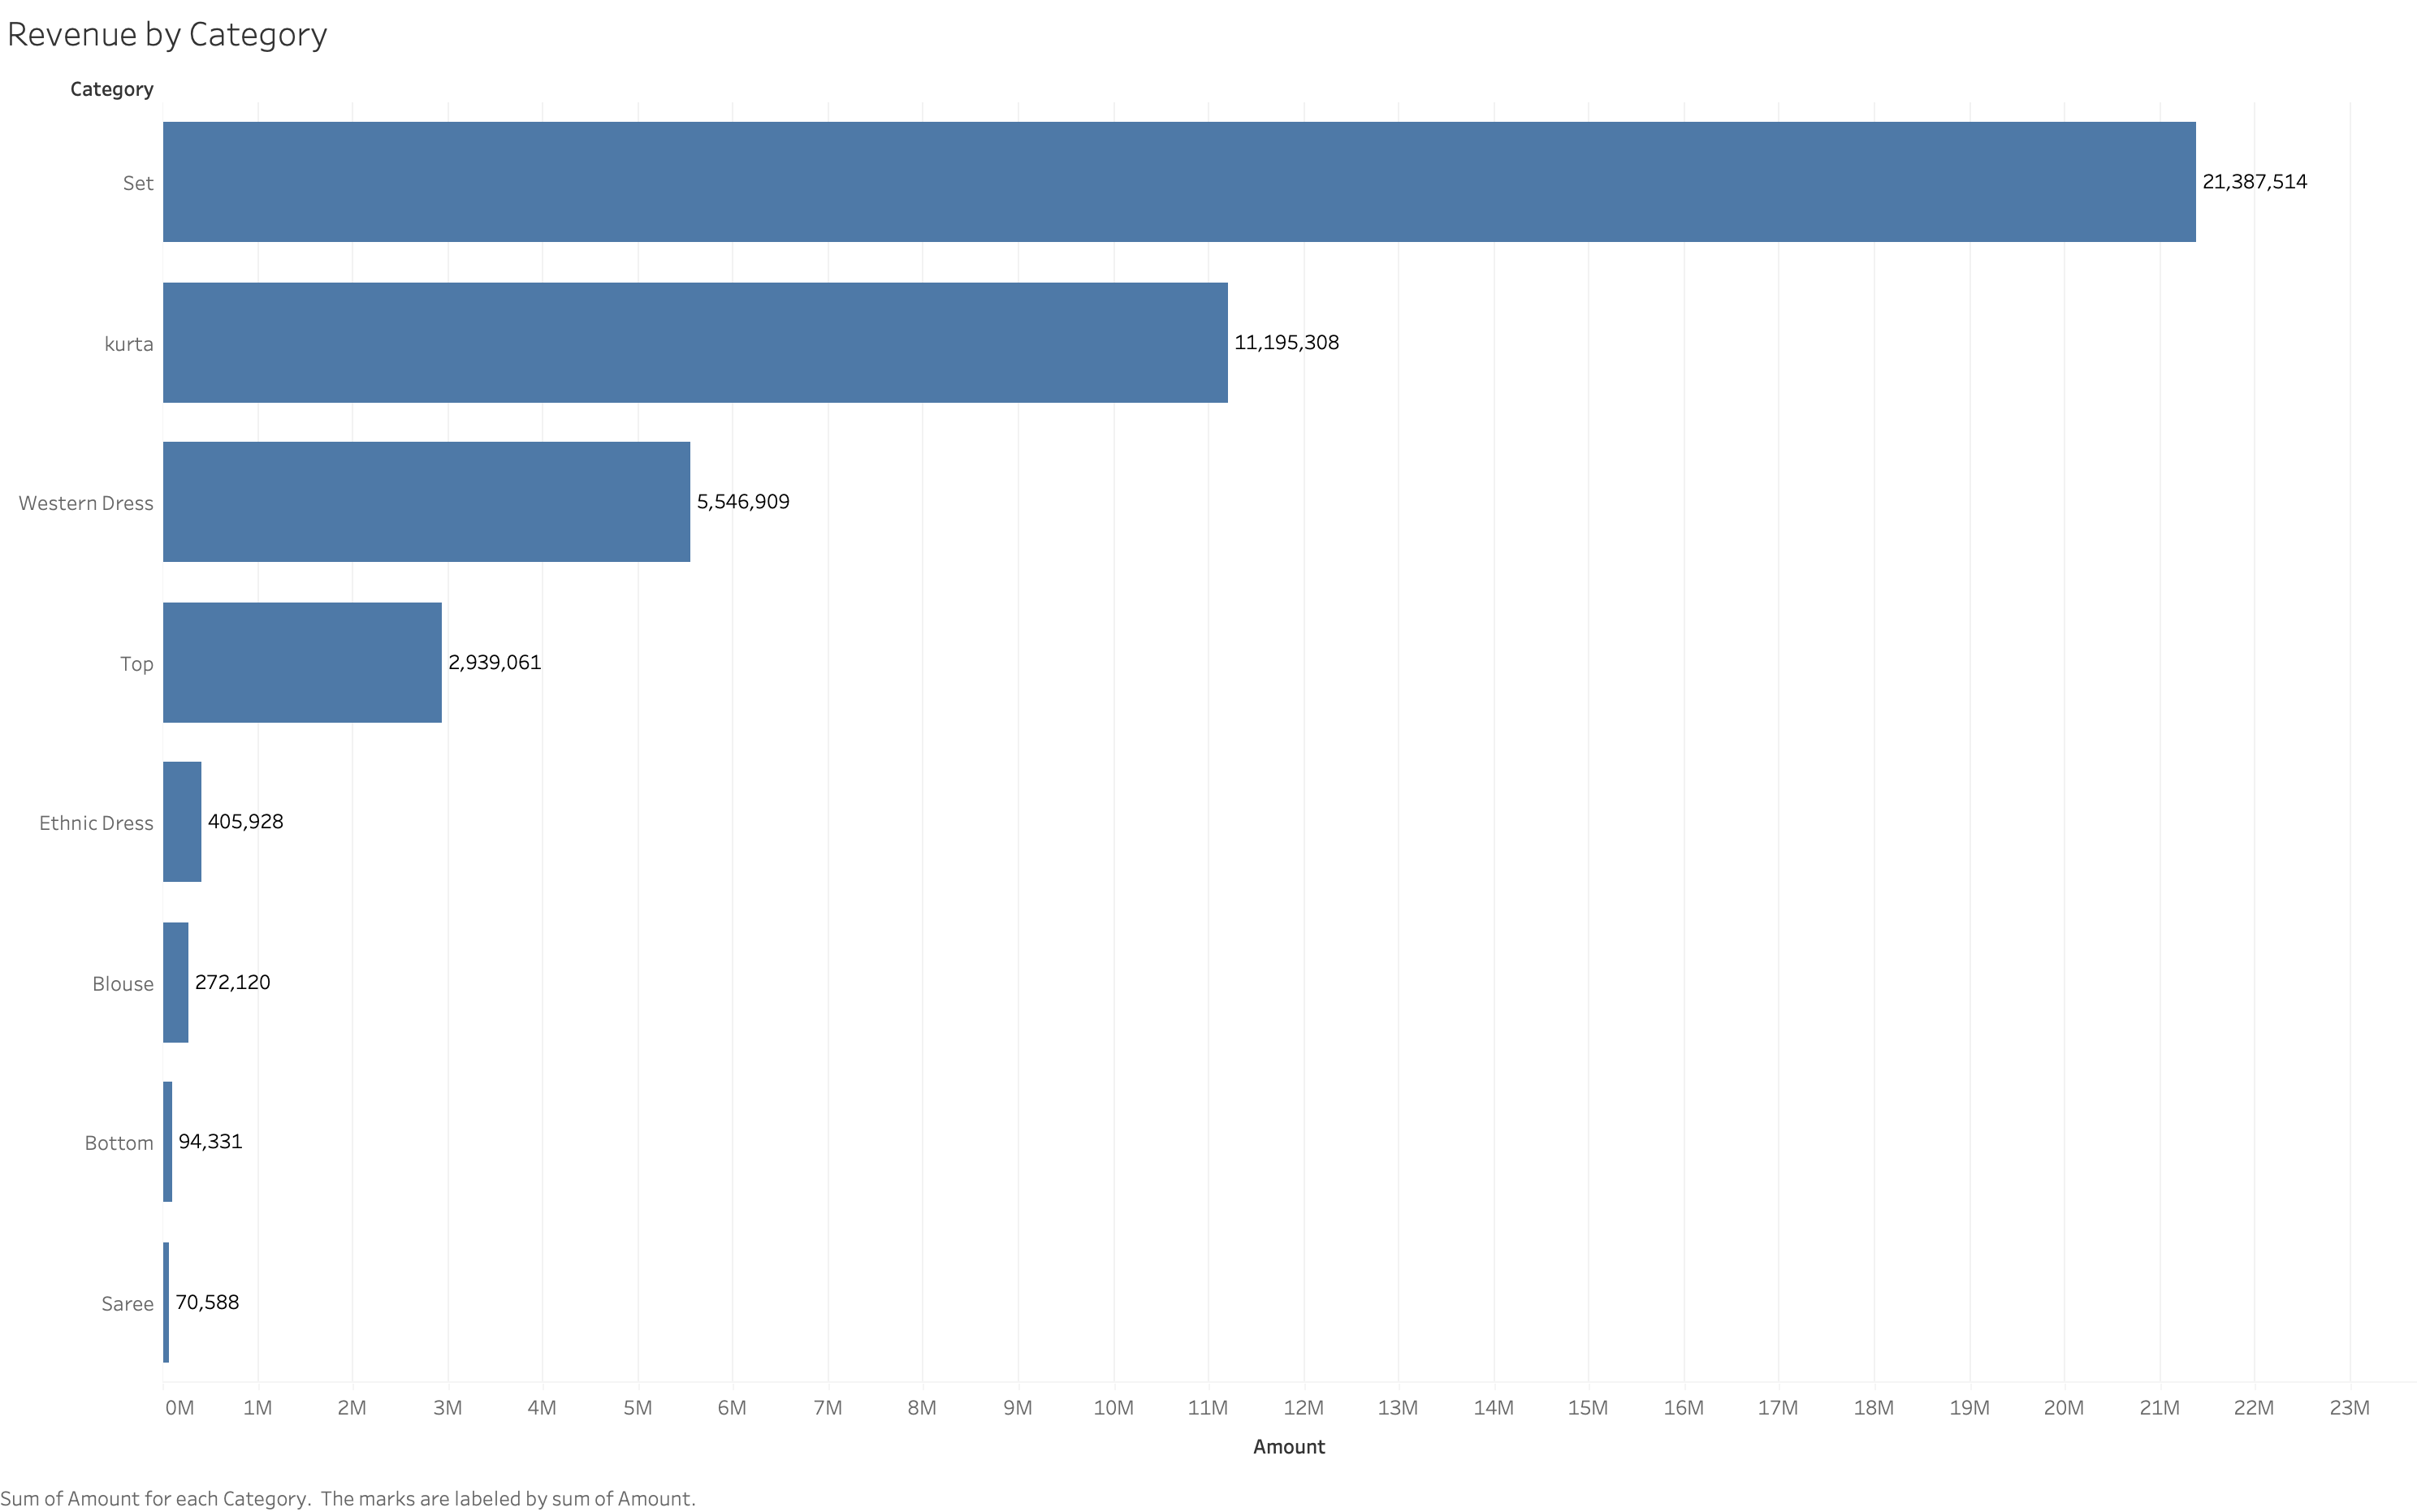 Revenue by Category
Category
Set 21,387,514
kurta 11,195,308
Western Dress 5,546,909
Top 2,939,061
Ethnic Dress 405,928
Blouse 272,120
Bottom 94,331
Saree 70,588
0M 1M 2M 3M 4M 5M 6M 7M 8M 9M 10M 11M 12M 13M 14M 15M 16M 17M 18M 19M 20M 21M 22M 23M
Amount
Sum of Amount for each Category.  The marks are labeled by sum of Amount.